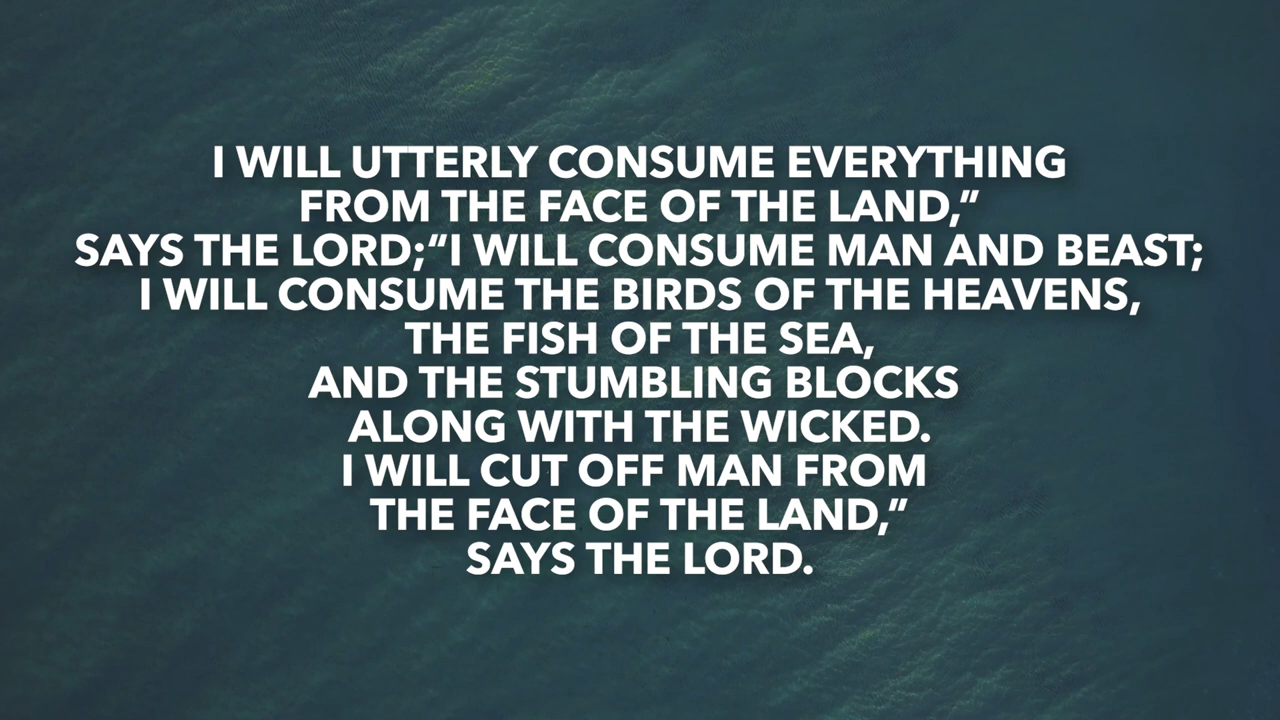 I WILL UTTERLY CONSUME EVERYTHING
FROM THE FACE OF THE LAND,”
SAYS THE LORD;“I WILL CONSUME MAN AND BEAST;
I WILL CONSUME THE BIRDS OF THE HEAVENS,
THE FISH OF THE SEA,
AND THE STUMBLING BLOCKS
ALONG WITH THE WICKED.
I WILL CUT OFF MAN FROM
THE FACE OF THE LAND,”
SAYS THE LORD.